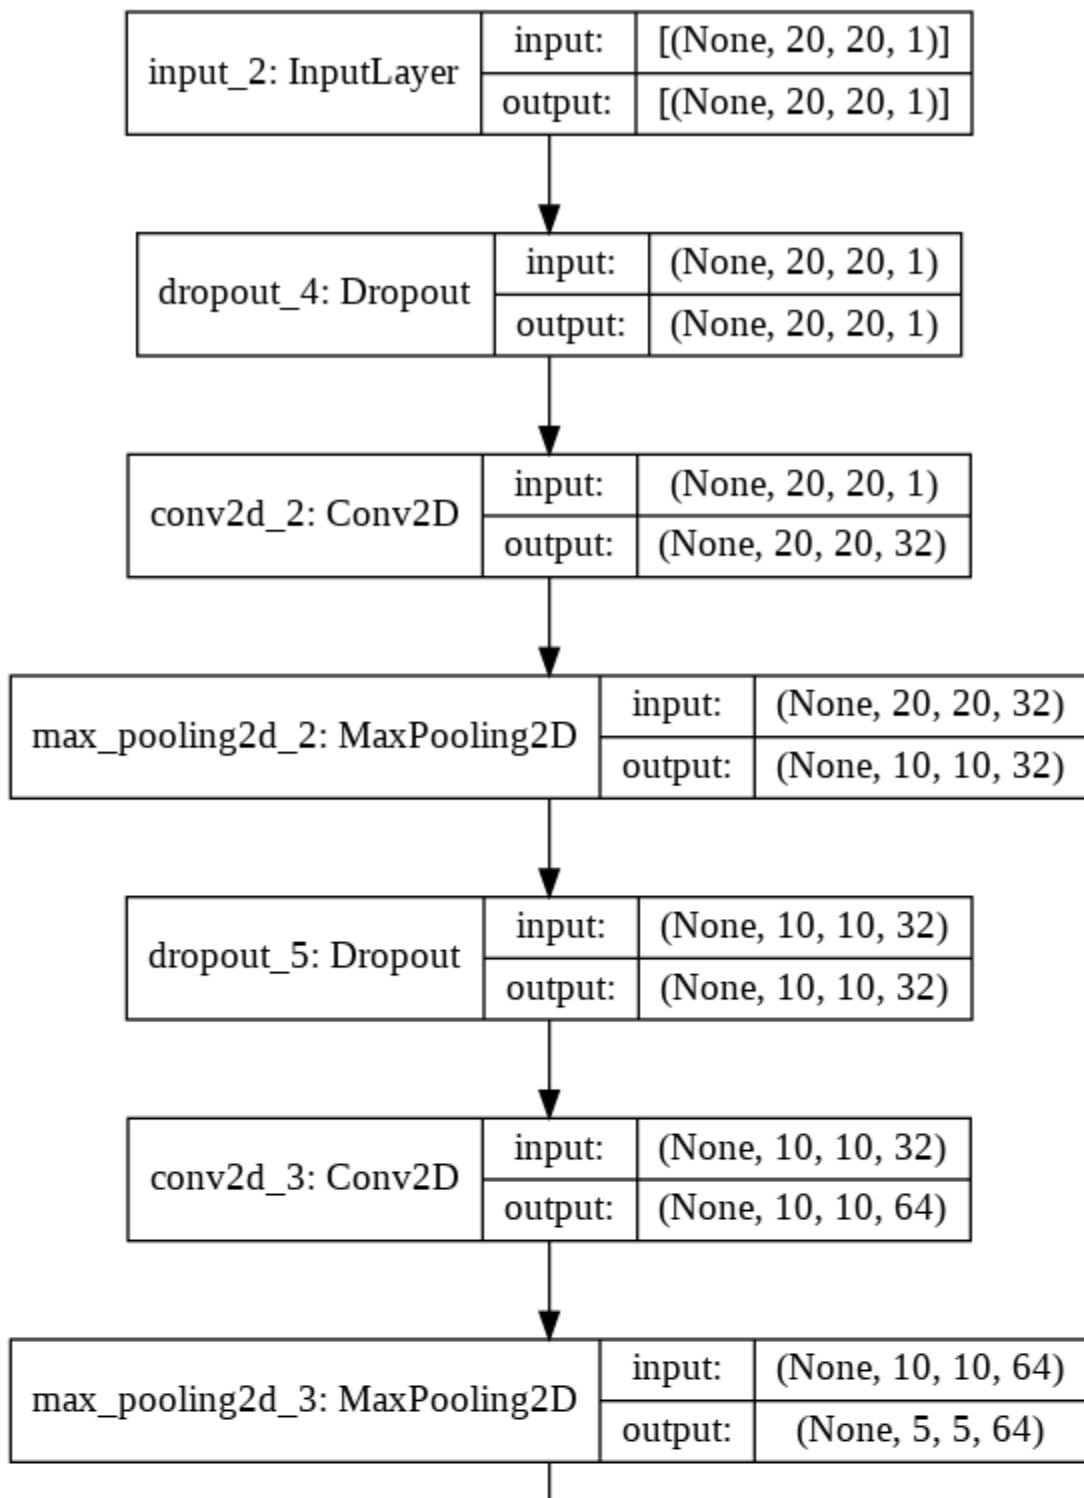 input_2: InputLayer
input: [(None, 20, 20, 1)]
output: [(None, 20, 20, 1)]
dropout_4: Dropout
input: (None, 20, 20, 1)
output: (None, 20, 20, 1)
conv2d_2: Conv2D
input: (None, 20, 20, 1)
output: (None, 20, 20, 32)
max_pooling2d_2: MaxPooling2D
input: (None, 20, 20, 32)
output: (None, 10, 10, 32)
dropout_5: Dropout
input: (None, 10, 10, 32)
output: (None, 10, 10, 32)
conv2d_3: Conv2D
input: (None, 10, 10, 32)
output: (None, 10, 10, 64)
max_pooling2d_3: MaxPooling2D
input: (None, 10, 10, 64)
output: (None, 5, 5, 64)